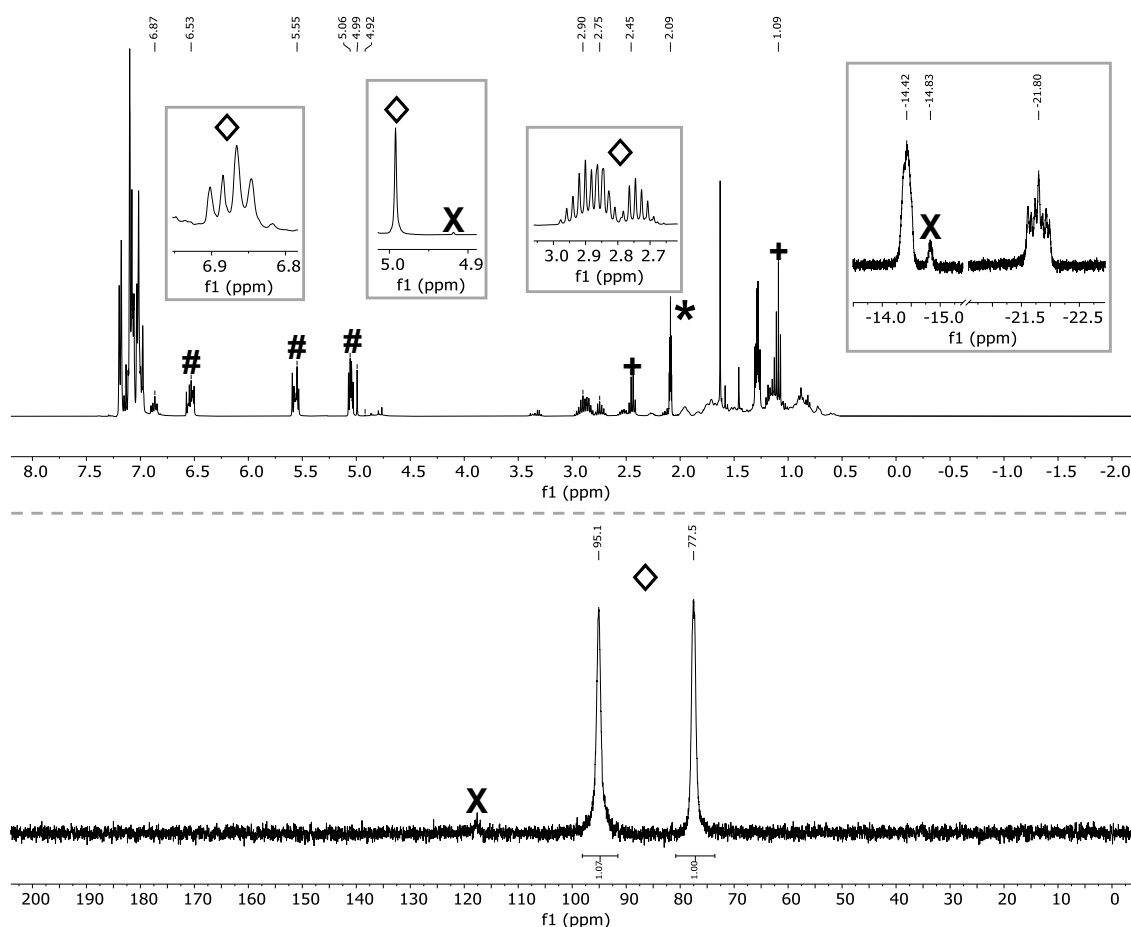 6.87 6.53 5.55 5.06 4.99 4.92 2.90 2.75 2.45 2.09 1.09
-14.42 -14.83 -21.80
X
6.9 6.8
f1 (ppm)
X
5.0 4.9
f1 (ppm)
3.0 2.9 2.8 2.7
f1 (ppm)
X
-14.0 -15.0 -21.5 -22.5
f1 (ppm)
# # # * + +
8.0 7.5 7.0 6.5 6.0 5.5 5.0 4.5 4.0 3.5 3.0 2.5 2.0 1.5 1.0 0.5 0.0 -0.5 -1.0 -1.5 -2.0
f1 (ppm)
95.1 77.5
X
1.07 1.00
200 190 180 170 160 150 140 130 120 110 100 90 80 70 60 50 40 30 20 10 0
f1 (ppm)